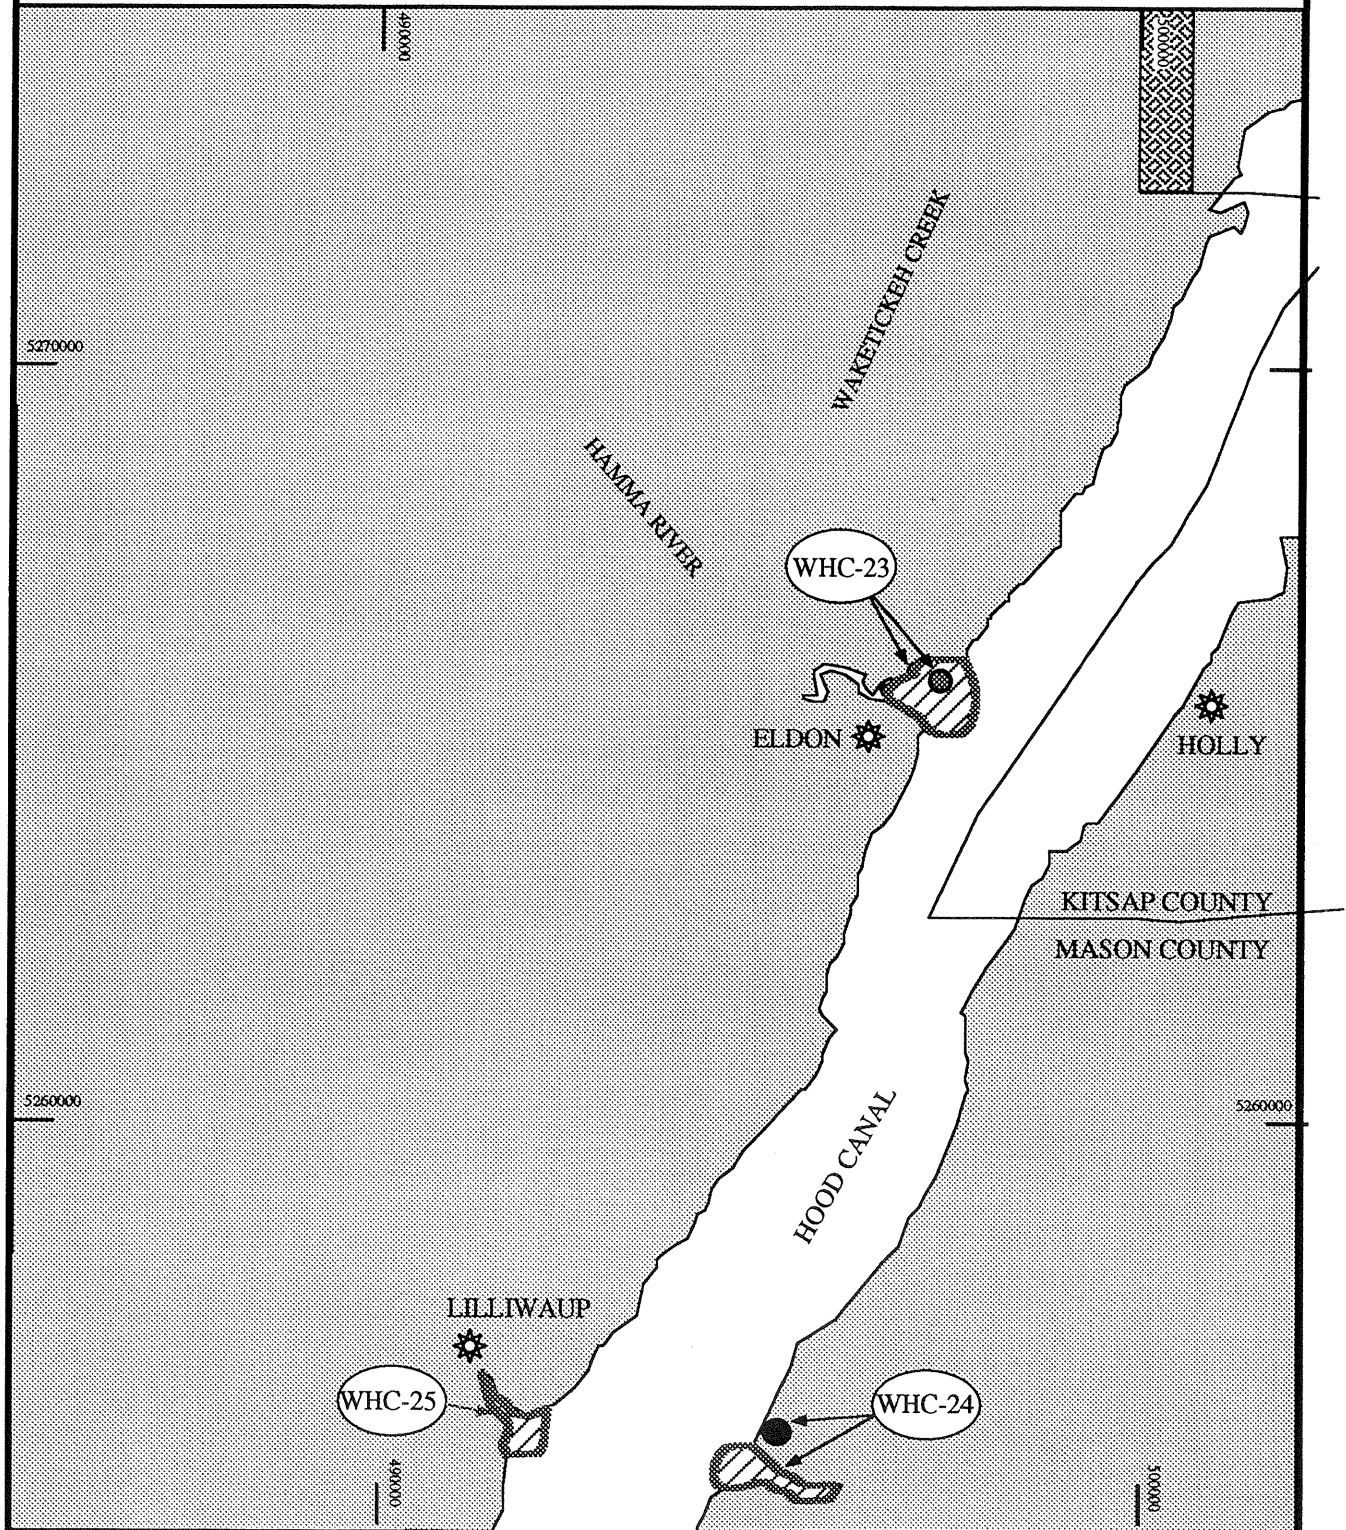 490000
500000
WAKETICKEH CREEK
5270000
HAMMA RIVER
WHC-23
ELDON
HOLLY
KITSAP COUNTY
MASON COUNTY
5260000
5260000
HOOD CANAL
LILLIWAUP
WHC-25
WHC-24
490000
500000